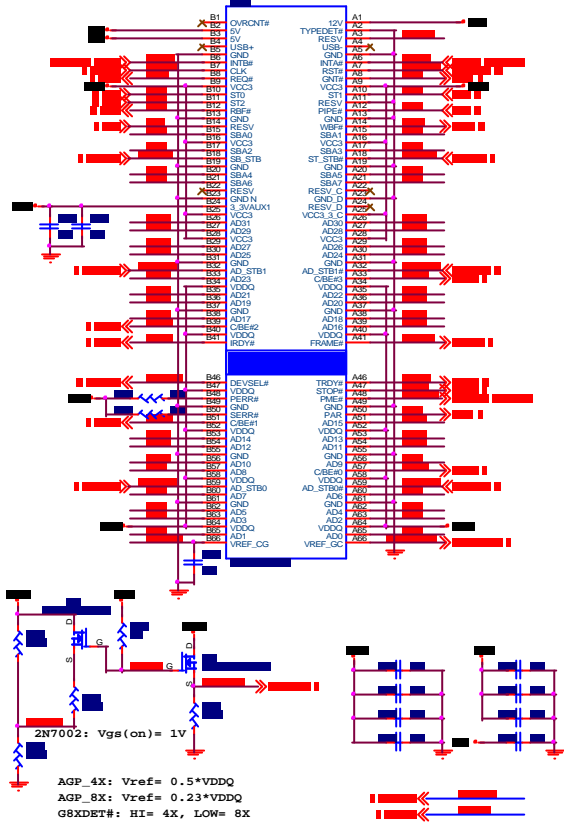 B1 OVRCNT# 12V A1
B2 5V TYPEDET# A2
B3 5V RESV A3
B4 USB+ USB- A4
B5 GND GND A5
B6 INTB# INTA# A6
B7 CLK RST# A7
B8 REQ# GNT# A8
B9 VCC3 VCC3 A9
B10 ST0 ST1 A10
B11 ST2 RESV A11
B12 RBF# PIPE# A12
B13 GND GND A13
B14 RESV WBF# A14
B15 SBA0 SBA1 A15
B16 VCC3 VCC3 A16
B17 SBA2 SBA3 A17
B18 SB_STB ST_STB# A18
B19 GND GND A19
B20 SBA4 SBA5 A20
B21 SBA6 SBA7 A21
B22 RESV RESV_C A22
B23 GND N GND_D A23
B24 3_3VAUX1 RESV_D A24
B25 VCC3 VCC3_3_C A25
B26 AD31 AD30 A26
B27 AD29 AD28 A27
B28 VCC3 VCC3 A28
B29 AD27 AD26 A29
B30 AD25 AD24 A30
B31 GND GND A31
B32 AD_STB1 AD_STB1# A32
B33 AD23 C/BE#3 A33
B34 VDDQ VDDQ A34
B35 AD21 AD22 A35
B36 AD19 AD20 A36
B37 GND GND A37
B38 AD17 AD18 A38
B39 C/BE#2 AD16 A39
B40 VDDQ VDDQ A40
B41 IRDY# FRAME# A41
B46 DEVSEL# TRDY# A46
B47 VDDQ STOP# A47
B48 PERR# PME# A48
B49 GND GND A49
B50 SERR# PAR A50
B51 C/BE#1 AD15 A51
B52 VDDQ VDDQ A52
B53 AD14 AD13 A53
B54 AD12 AD11 A54
B55 GND GND A55
B56 AD10 AD9 A56
B57 AD8 C/BE#0 A57
B58 VDDQ VDDQ A58
B59 AD_STB0 AD_STB0# A59
B60 AD7 AD6 A60
B61 GND GND A61
B62 AD5 AD4 A62
B63 AD3 AD2 A63
B64 VDDQ VDDQ A64
B65 AD1 AD0 A65
B66 VREF_CG VREF_GC A66
D
G
S
D
G
S
2N7002: Vgs(on)= 1V
AGP_4X: Vref= 0.5*VDDQ
AGP_8X: Vref= 0.23*VDDQ
G8XDET#: HI= 4X, LOW= 8X